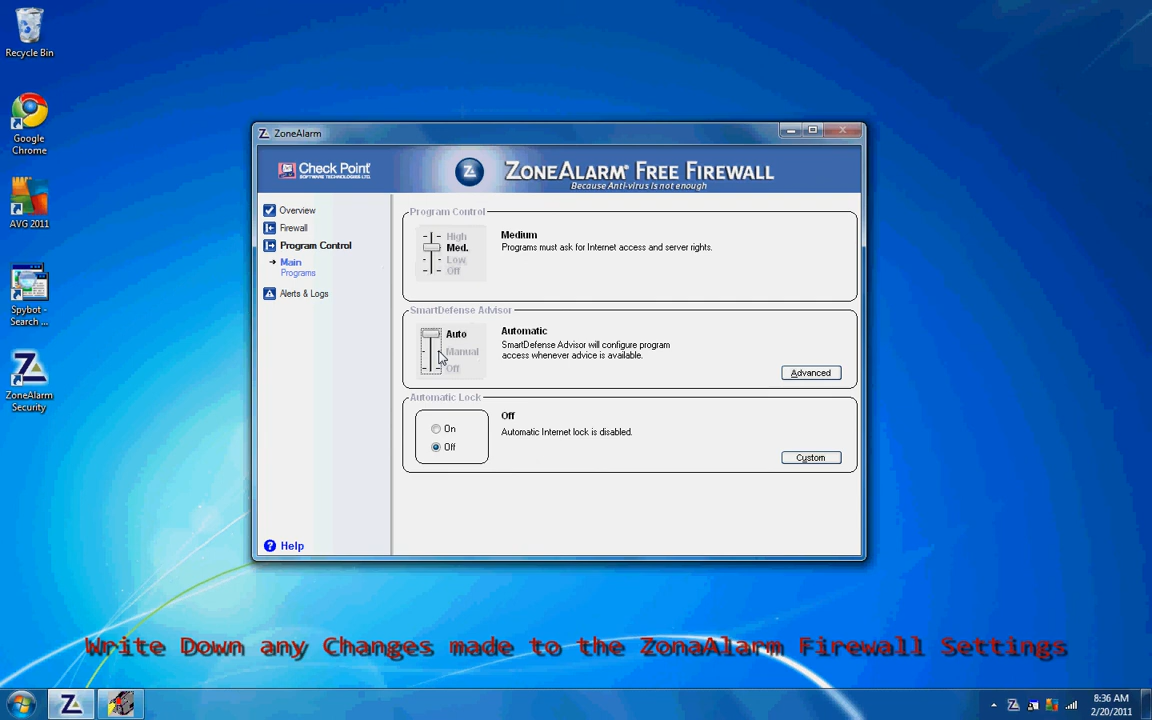 Recycle Bin
Google
Chrome
AVG 2011
Spybot -
Search ...
ZoneAlarm
Security
ZoneAlarm
Check Point
SOFTWARE TECHNOLOGIES LTD.
ZONEALARM® FREE FIREWALL
Because Anti-virus is not enough
Overview
Firewall
Program Control
Main
Programs
Alerts & Logs
Help
Program Control
High
Med.
Low
Off
Medium
Programs must ask for Internet access and server rights.
SmartDefense Advisor
Auto
Manual
Off
Automatic
SmartDefense Advisor will configure program
access whenever advice is available.
Advanced
Automatic Lock
On
Off
Off
Automatic Internet lock is disabled.
Custom
Write Down any Changes made to the ZonaAlarm Firewall Settings
8:36 AM
2/20/2011